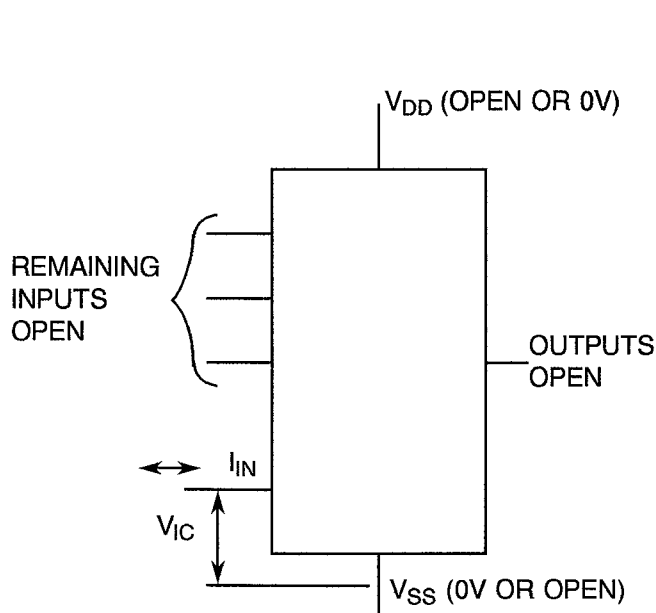 VDD (OPEN OR 0V)
REMAINING
INPUTS
OPEN
OUTPUTS
OPEN
IIN
VIC
VSS (0V OR OPEN)